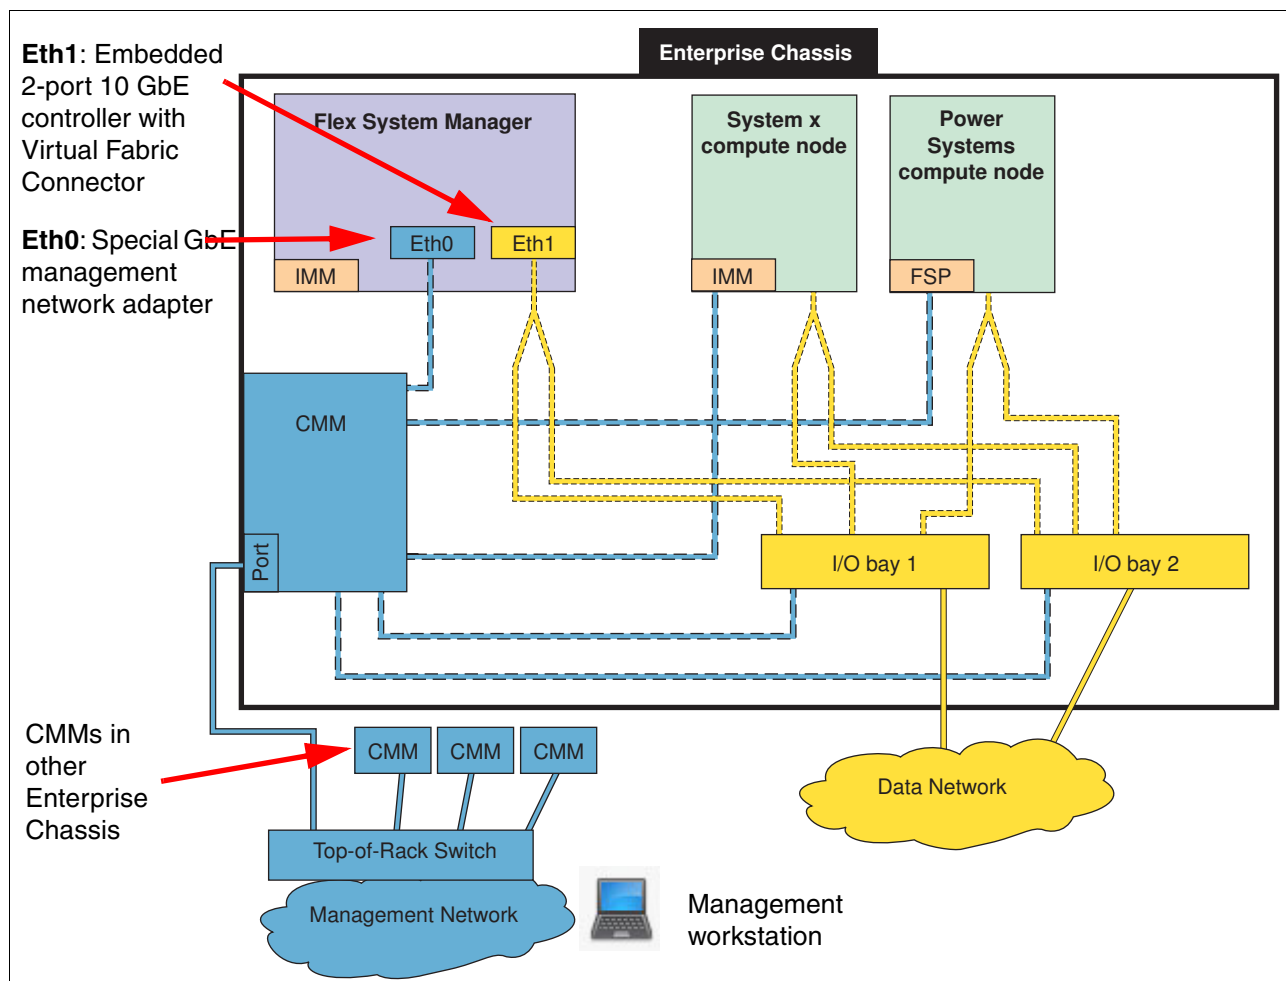 Eth1: Embedded
2-port 10 GbE
controller with
Virtual Fabric
Connector
Eth0: Special GbE
management
network adapter
Enterprise Chassis
Flex System Manager
System x
compute node
Power
Systems
compute node
Eth0
Eth1
IMM
IMM
FSP
CMM
Port
I/O bay 1
I/O bay 2
CMMs in
other
Enterprise
Chassis
CMM
CMM
CMM
Data Network
Top-of-Rack Switch
Management Network
Management
workstation